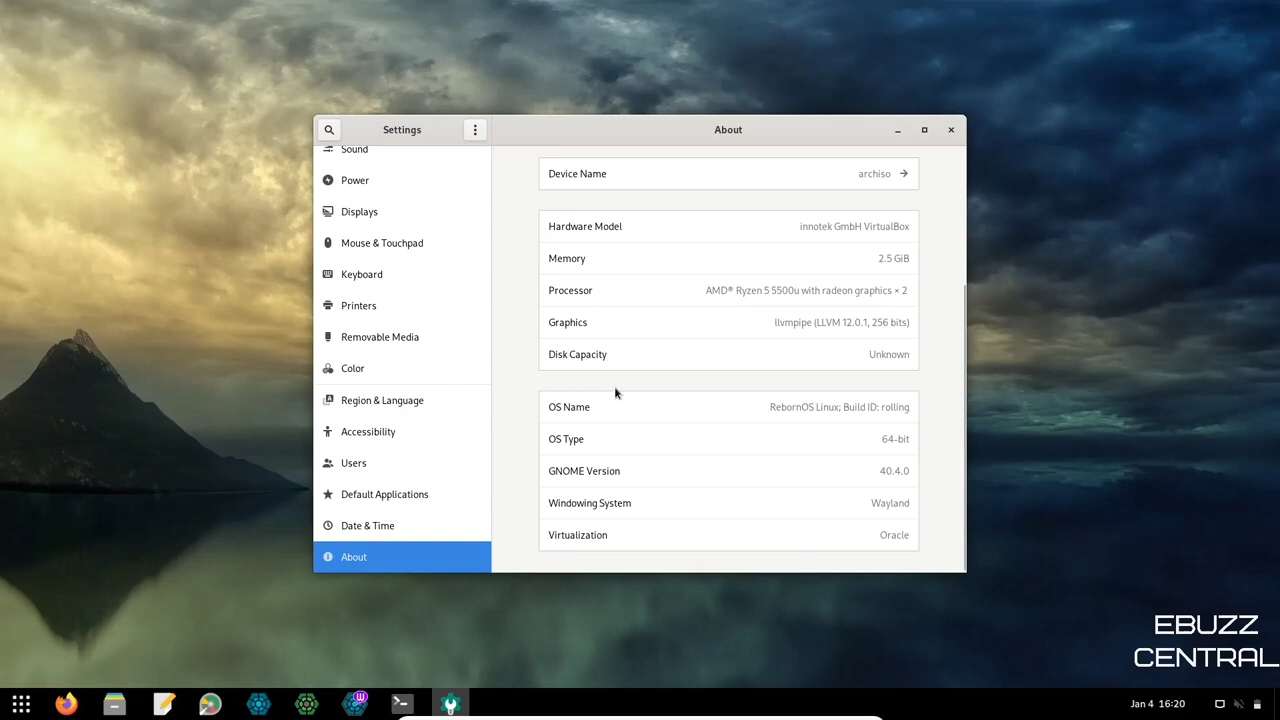 Settings
About
Sound
Power
Displays
Mouse & Touchpad
Keyboard
Printers
Removable Media
Color
Region & Language
Accessibility
Users
Default Applications
Date & Time
About
Device Name archiso
Hardware Model innotek GmbH VirtualBox
Memory 2.5 GiB
Processor AMD® Ryzen 5 5500u with radeon graphics × 2
Graphics llvmpipe (LLVM 12.0.1, 256 bits)
Disk Capacity Unknown
OS Name RebornOS Linux; Build ID: rolling
OS Type 64-bit
GNOME Version 40.4.0
Windowing System Wayland
Virtualization Oracle
EBUZZ
CENTRAL
W
Jan 4 16:20